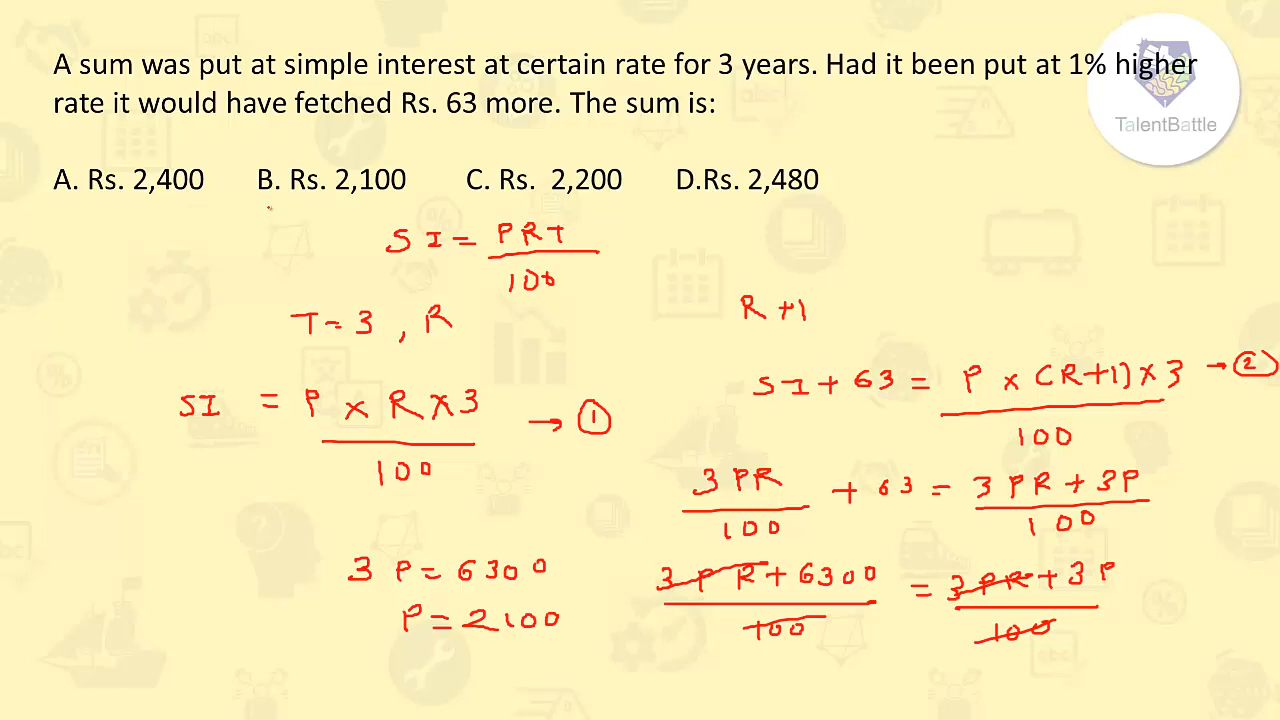 A sum was put at simple interest at certain rate for 3 years. Had it been put at 1% higher
rate it would have fetched Rs. 63 more. The sum is:
TalentBattle
A. Rs. 2,400 B. Rs. 2,100 C. Rs. 2,200 D.Rs. 2,480
SI = PRT
100
T = 3 , R
R + 1
SI = P × R × 3 → ①
100
SI + 63 = P × (R+1) × 3 → ②
100
3PR + 63 = 3PR + 3P
100 100
3PR + 6300 = 3PR + 3P
100 100
3P = 6300
P = 2100